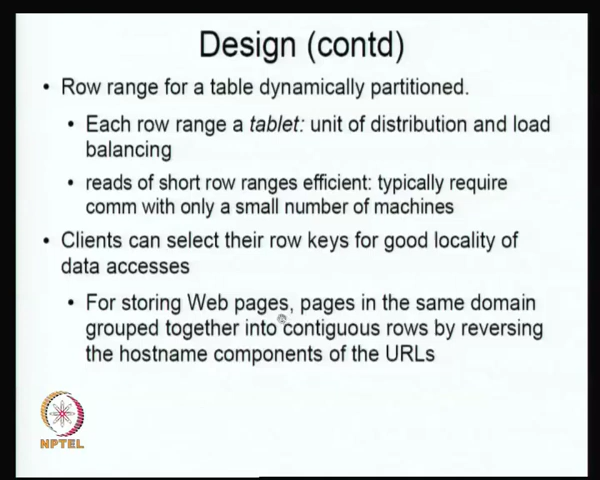 Design (contd)
• Row range for a table dynamically partitioned.
• Each row range a tablet: unit of distribution and load
balancing
• reads of short row ranges efficient: typically require
comm with only a small number of machines
• Clients can select their row keys for good locality of
data accesses
• For storing Web pages, pages in the same domain
grouped together into contiguous rows by reversing
the hostname components of the URLs
NPTEL